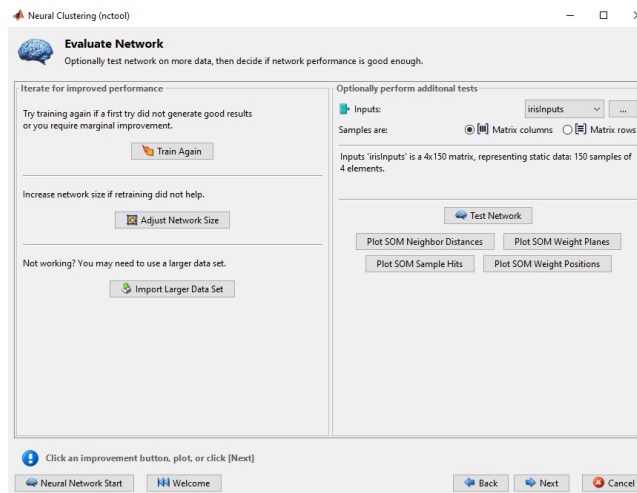 Neural Clustering (nctool)
Evaluate Network
Optionally test network on more data, then decide if network performance is good enough.
Iterate for improved performance
Try training again if a first try did not generate good results
or you require marginal improvement.
Train Again
Increase network size if retraining did not help.
Adjust Network Size
Not working? You may need to use a larger data set.
Import Larger Data Set
Optionally perform additonal tests
Inputs:
irisInputs
...
Samples are:
Matrix columns
Matrix rows
Inputs 'irisInputs' is a 4x150 matrix, representing static data: 150 samples of
4 elements.
Test Network
Plot SOM Neighbor Distances
Plot SOM Weight Planes
Plot SOM Sample Hits
Plot SOM Weight Positions
Click an improvement button, plot, or click [Next]
Neural Network Start
Welcome
Back
Next
Cancel